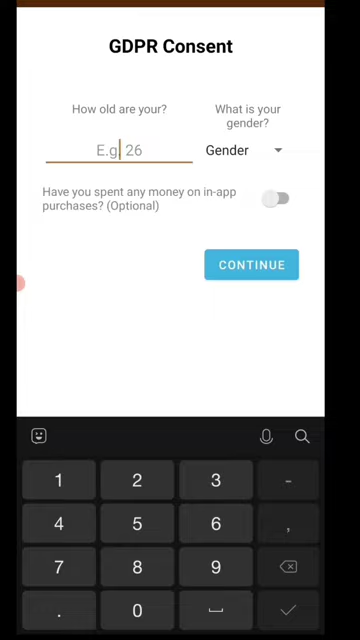 GDPR Consent
How old are your?
What is your
gender?
E.g. 26
Gender
Have you spent any money on in-app
purchases? (Optional)
CONTINUE
1 2 3 -
4 5 6 ,
7 8 9
. 0